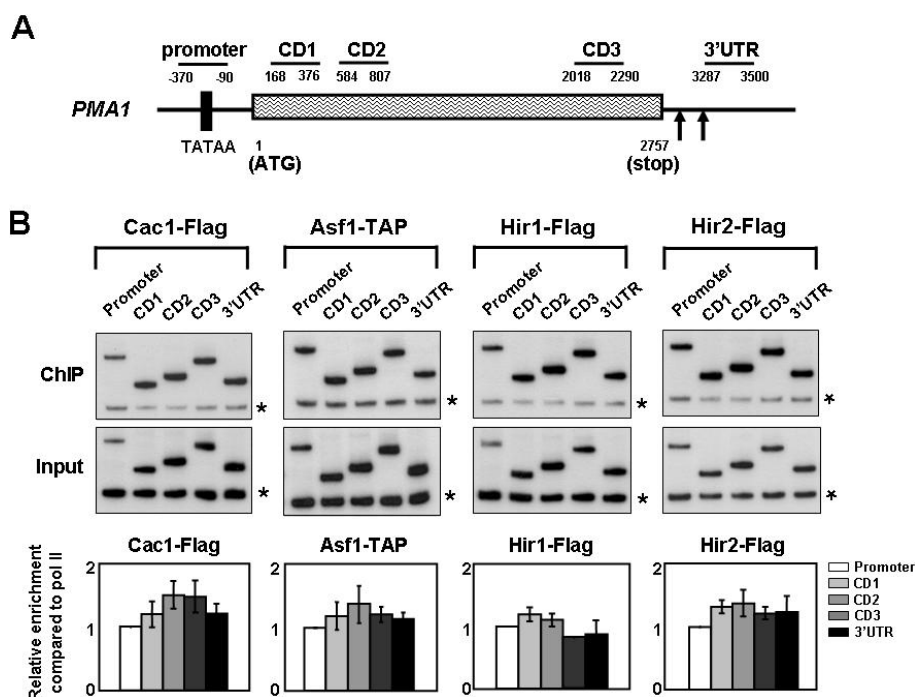 A
promoter CD1 CD2 CD3 3'UTR
-370 -90 168 376 584 807 2018 2290 3287 3500
PMA1
TATAA 1 2757
(ATG) (stop)
B
Cac1-Flag Asf1-TAP Hir1-Flag Hir2-Flag
Promoter CD1 CD2 CD3 3'UTR Promoter CD1 CD2 CD3 3'UTR Promoter CD1 CD2 CD3 3'UTR Promoter CD1 CD2 CD3 3'UTR
ChIP
* * * *
Input
* * * *
Cac1-Flag Asf1-TAP Hir1-Flag Hir2-Flag
Relative enrichment
compared to pol II
2 2 2 2
1 1 1 1
0 0 0 0
Promoter
CD1
CD2
CD3
3'UTR